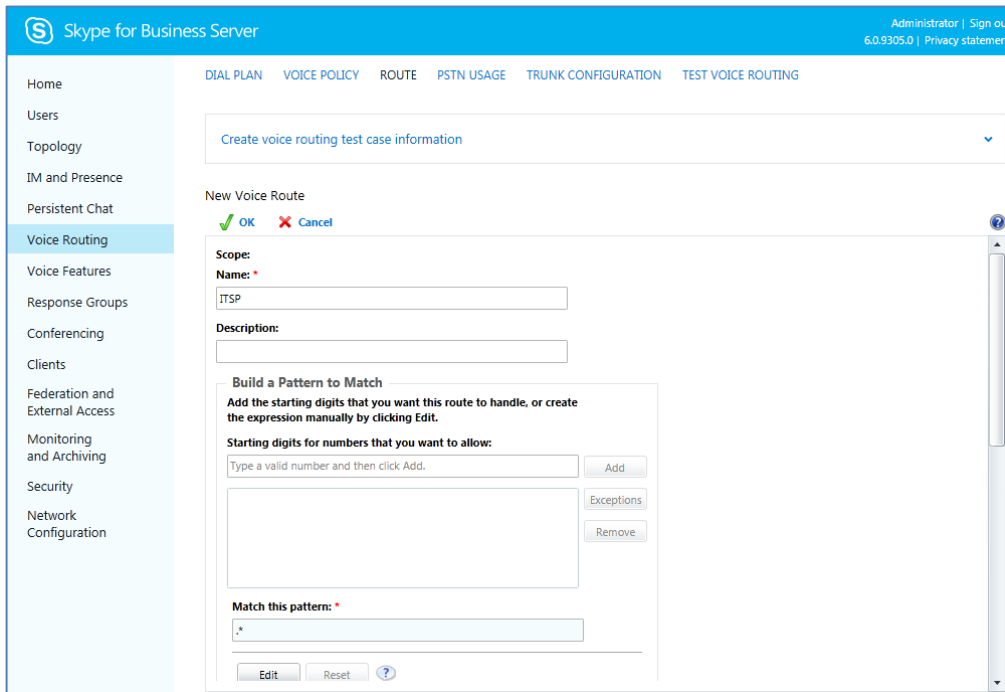 S Skype for Business Server
Administrator | Sign ou
6.0.9305.0 | Privacy statemen
Home
Users
Topology
IM and Presence
Persistent Chat
Voice Routing
Voice Features
Response Groups
Conferencing
Clients
Federation and
External Access
Monitoring
and Archiving
Security
Network
Configuration
DIAL PLAN VOICE POLICY ROUTE PSTN USAGE TRUNK CONFIGURATION TEST VOICE ROUTING
Create voice routing test case information
New Voice Route
OK Cancel ?
Scope:
Name: *
ITSP
Description:
Build a Pattern to Match
Add the starting digits that you want this route to handle, or create
the expression manually by clicking Edit.
Starting digits for numbers that you want to allow:
Type a valid number and then click Add. Add
Exceptions
Remove
Match this pattern: *
.*
Edit Reset ?